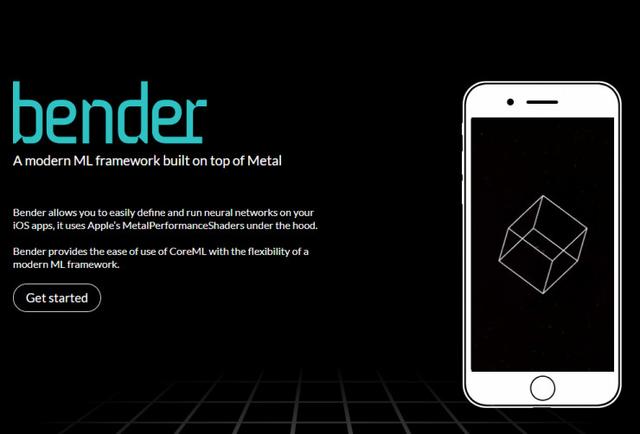 bender
A modern ML framework built on top of Metal
Bender allows you to easily define and run neural networks on your
iOS apps, it uses Apple's MetalPerformanceShaders under the hood.
Bender provides the ease of use of CoreML with the flexibility of a
modern ML framework.
Get started